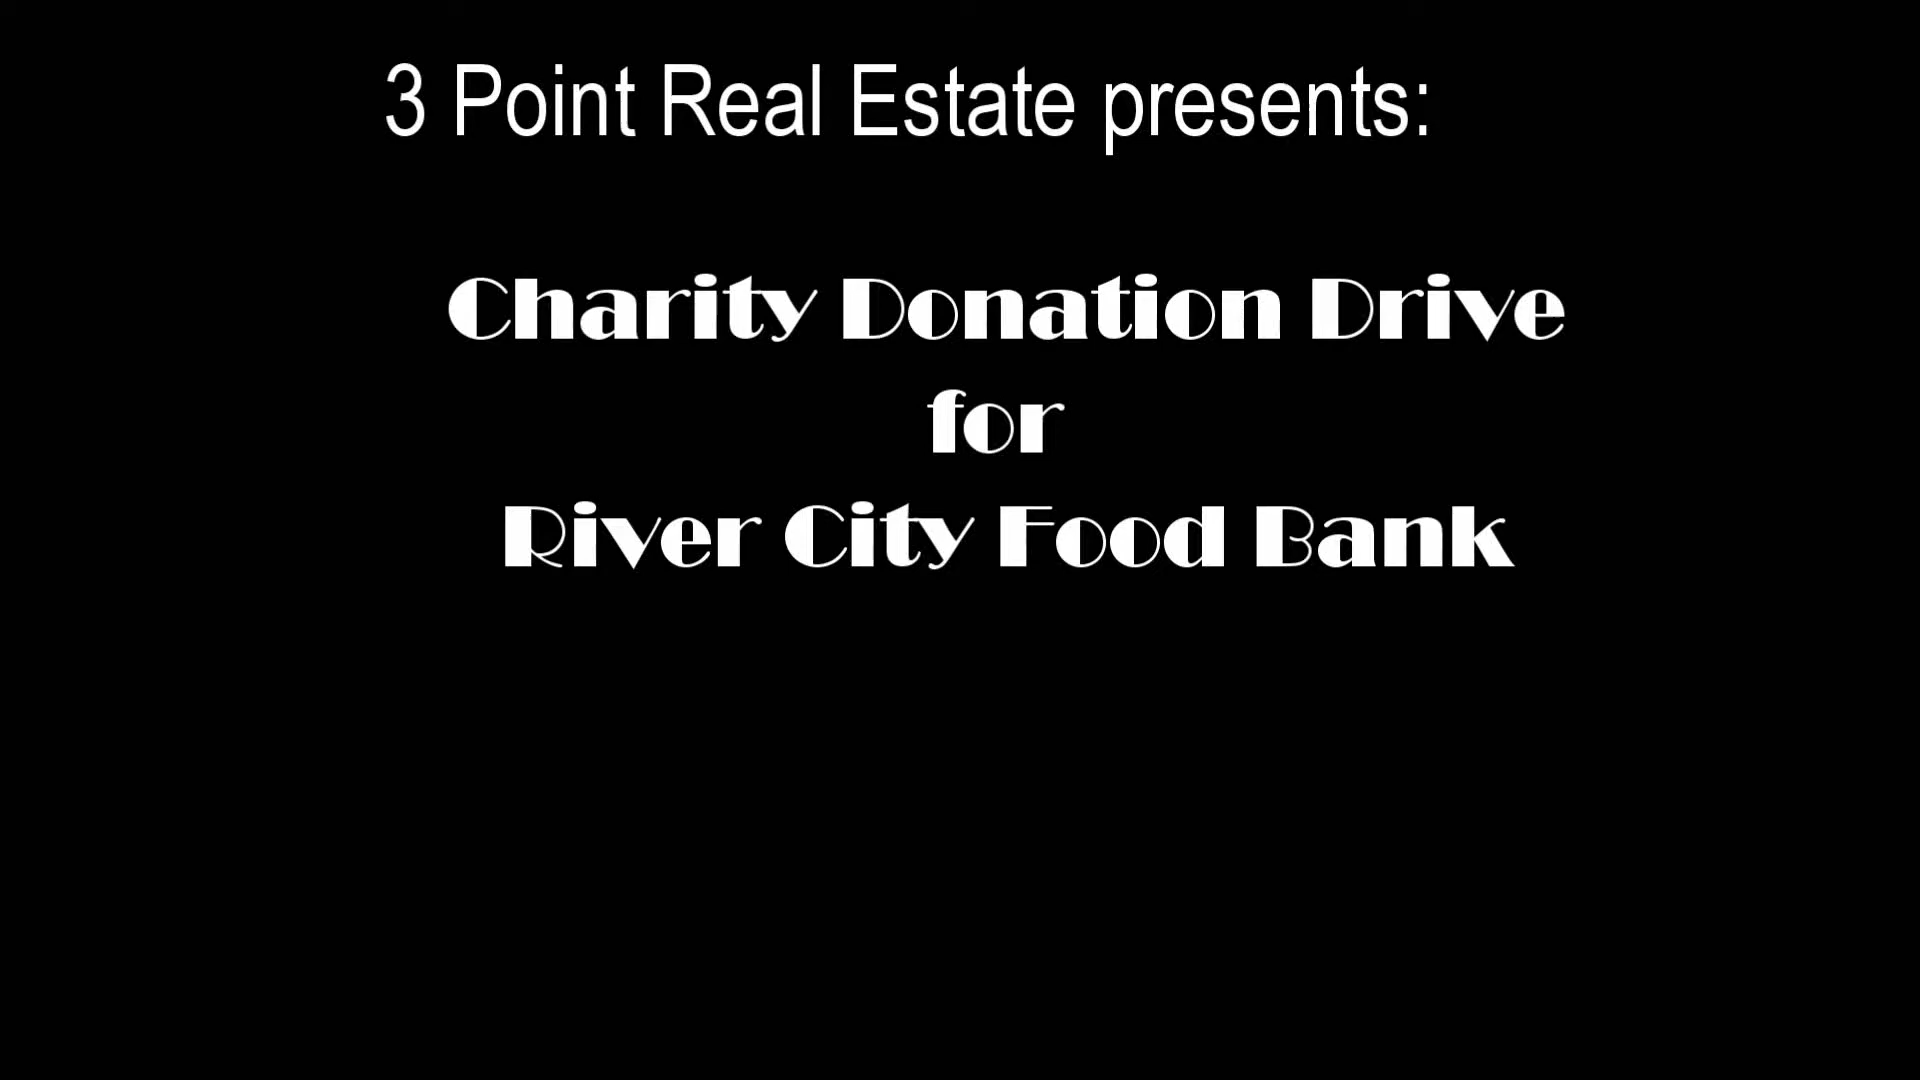 3 Point Real Estate presents:
Charity Donation Drive
for
River City Food Bank